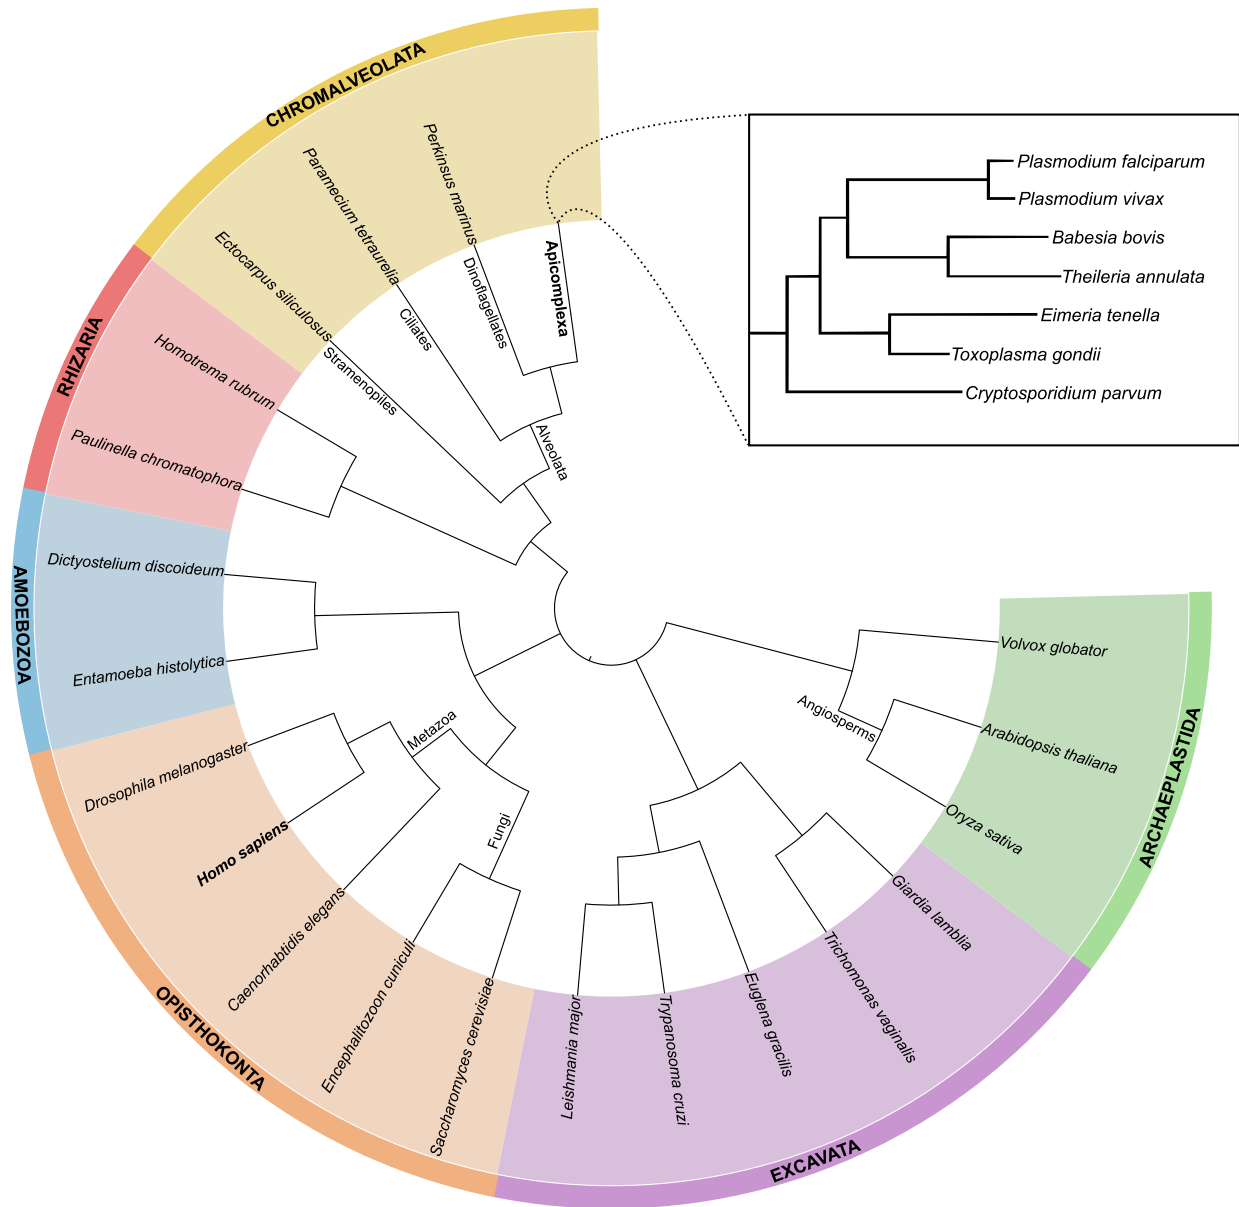 CHROMALVEOLATA
Perkinsus marinus
Paramecium tetraurelia
Ectocarpus siliculosus
Apicomplexa
Dinoflagellates
Ciliates
Stramenopiles
Alveolata
Plasmodium falciparum
Plasmodium vivax
Babesia bovis
Theileria annulata
Eimeria tenella
Toxoplasma gondii
Cryptosporidium parvum
RHIZARIA
Homotrema rubrum
Paulinella chromatophora
AMOEBOZOA
Dictyostelium discoideum
Entamoeba histolytica
OPISTHOKONTA
Metazoa
Drosophila melanogaster
Homo sapiens
Caenorhabtidis elegans
Fungi
Encephalitozoon cuniculi
Saccharomyces cerevisiae
EXCAVATA
Leishmania major
Trypanosoma cruzi
Euglena gracilis
Trichomonas vaginalis
Giardia lamblia
ARCHAEPLASTIDA
Angiosperms
Oryza sativa
Arabidopsis thaliana
Volvox globator